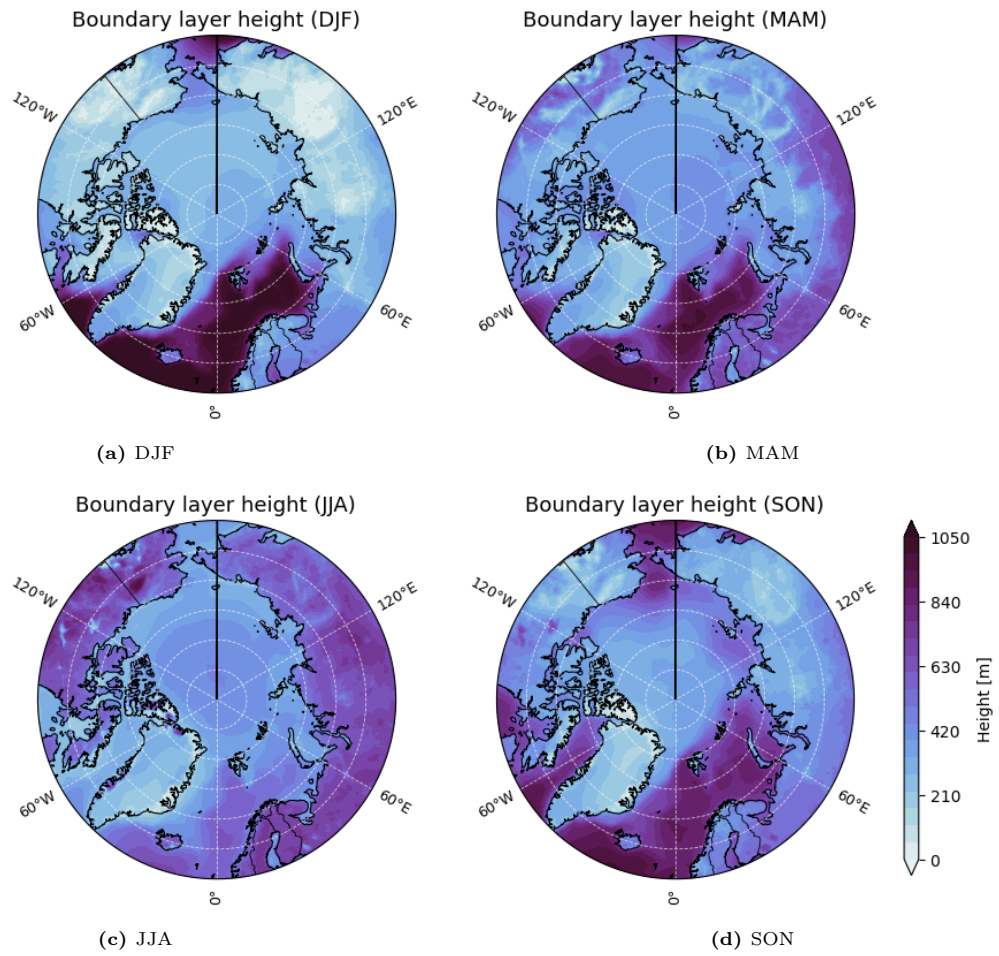 Boundary layer height (DJF)
120°W
120°E
60°W
60°E
0°
(a) DJF
Boundary layer height (MAM)
120°W
120°E
60°W
60°E
0°
(b) MAM
Boundary layer height (JJA)
120°W
120°E
60°W
60°E
0°
(c) JJA
Boundary layer height (SON)
120°W
120°E
60°W
60°E
0°
(d) SON
1050
840
630
420
210
0
Height [m]